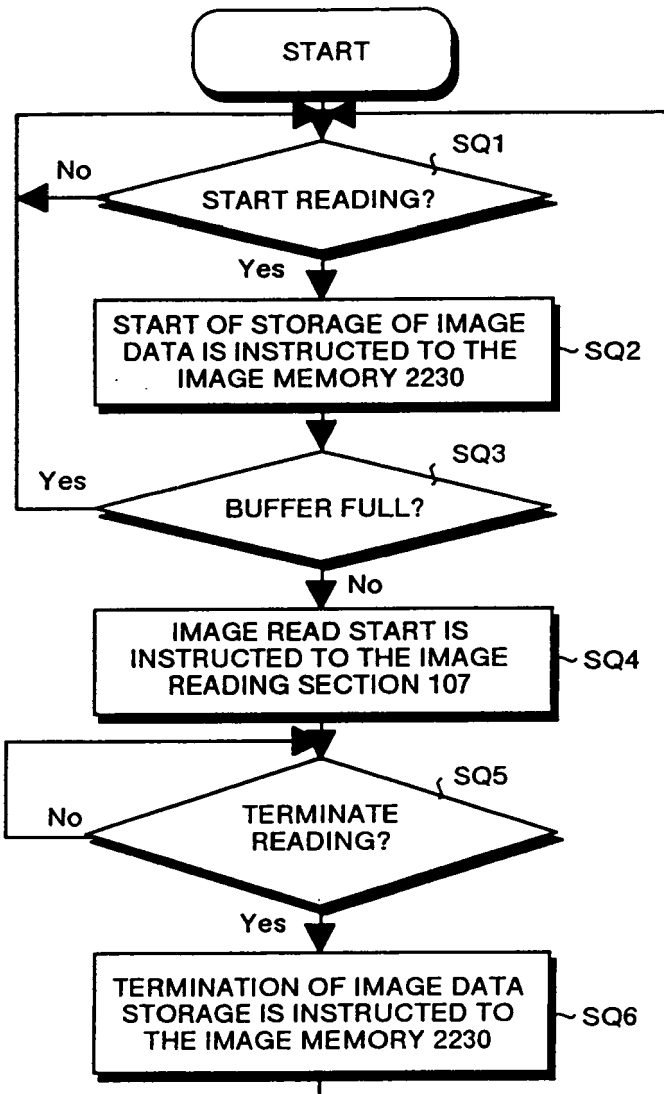 START
SQ1
No
START READING?
Yes
START OF STORAGE OF IMAGE
DATA IS INSTRUCTED TO THE
IMAGE MEMORY 2230
SQ2
SQ3
Yes
BUFFER FULL?
No
IMAGE READ START IS
INSTRUCTED TO THE IMAGE
READING SECTION 107
SQ4
SQ5
No
TERMINATE
READING?
Yes
TERMINATION OF IMAGE DATA
STORAGE IS INSTRUCTED TO
THE IMAGE MEMORY 2230
SQ6